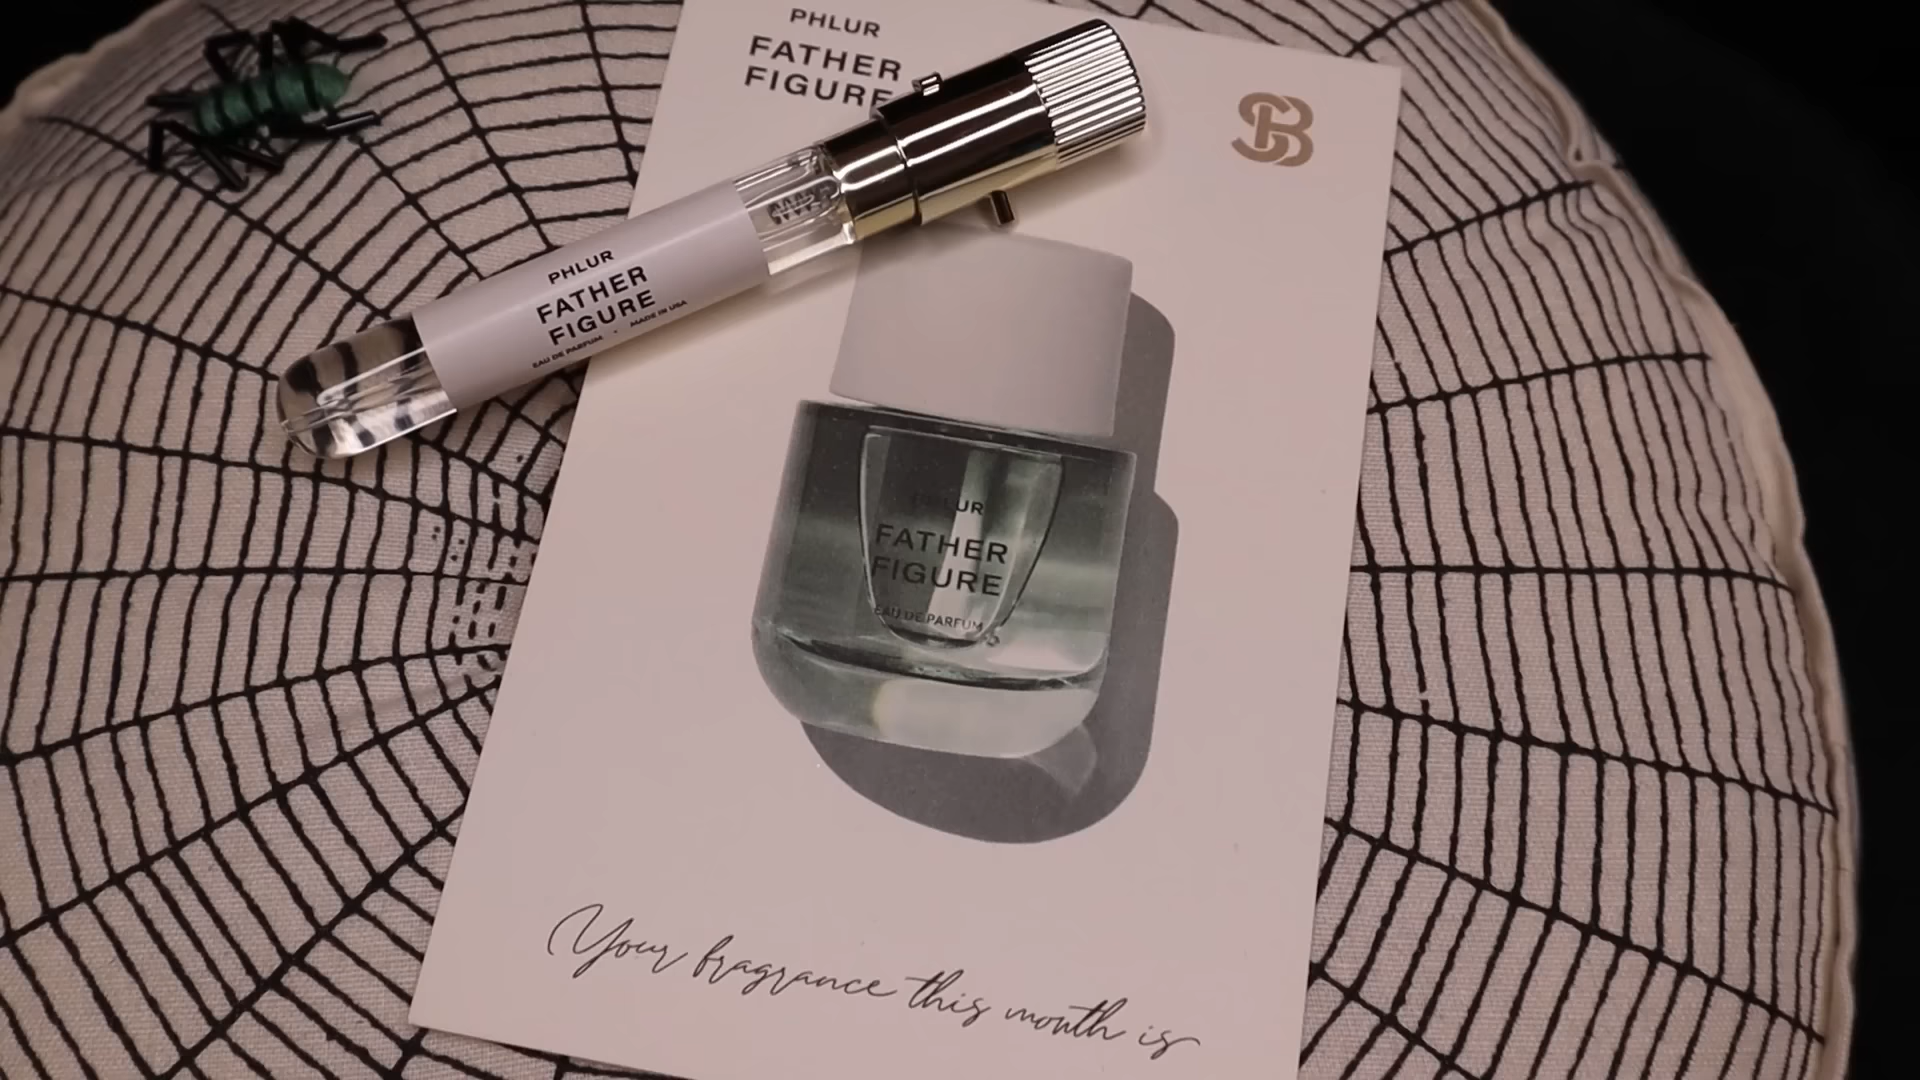 PHLUR
FATHER
FIGURE
SB
PHLUR
FATHER
FIGURE
EAU DE PARFUM · MADE IN USA
PHLUR
FATHER
FIGURE
EAU DE PARFUM
Your fragrance this month is